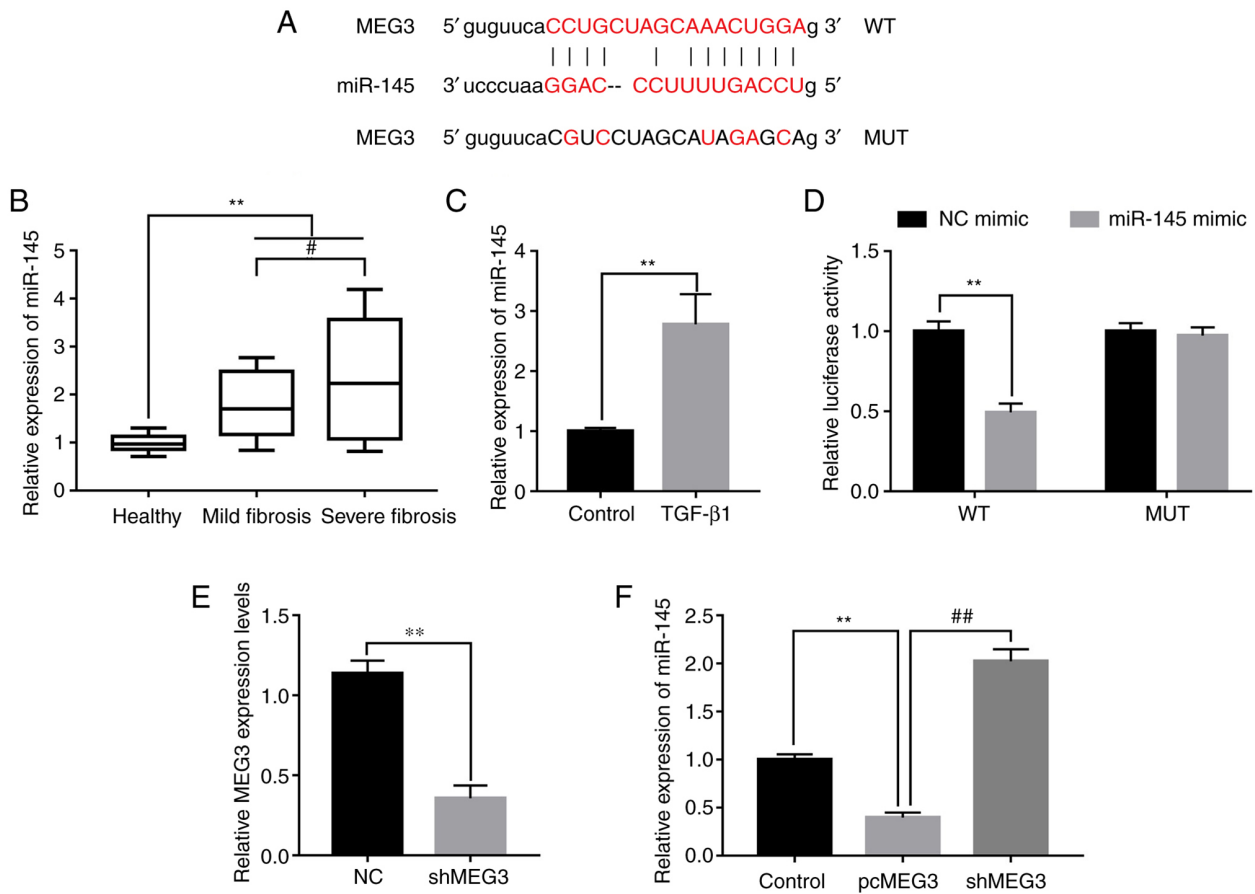 A
MEG3 5′ guguucaCCUGCUAGCAAACUGGAg 3′ WT
miR-145 3′ ucccuaaGGAC-- CCUUUUGACCUg 5′
MEG3 5′ guguucaCGUCCUAGCAUAGAGCAg 3′ MUT
B
Relative expression of miR-145
5
4
3
2
1
0
**
#
Healthy Mild fibrosis Severe fibrosis
C
Relative expression of miR-145
4
3
2
1
0
**
Control TGF-β1
D
NC mimic miR-145 mimic
Relative luciferase activity
1.5
1.0
0.5
0.0
**
WT MUT
E
Relative MEG3 expression levels
1.5
1.0
0.5
0.0
**
NC shMEG3
F
Relative expression of miR-145
2.5
2.0
1.5
1.0
0.5
0.0
** ##
Control pcMEG3 shMEG3